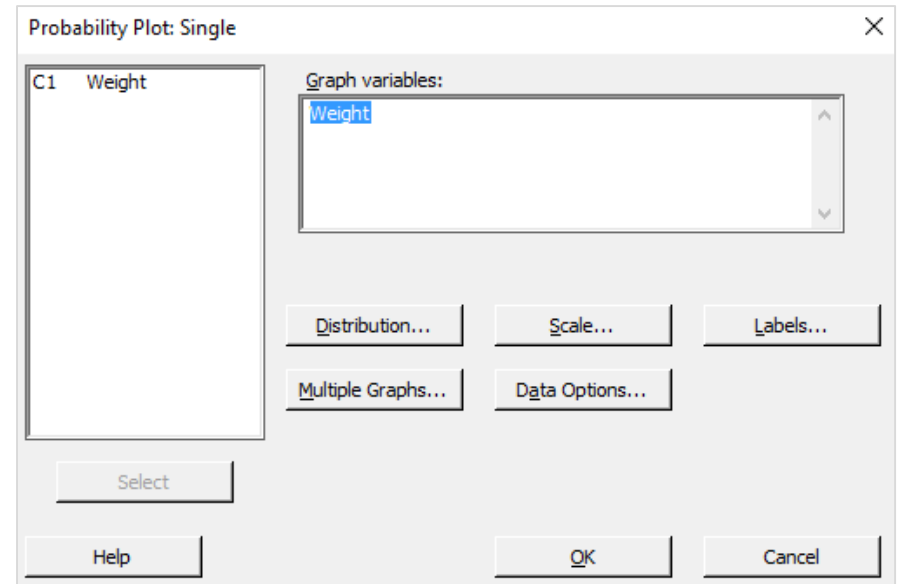 Probability Plot: Single
C1 Weight
Graph variables:
Weight
Distribution...
Scale...
Labels...
Multiple Graphs...
Data Options...
Select
Help
OK
Cancel